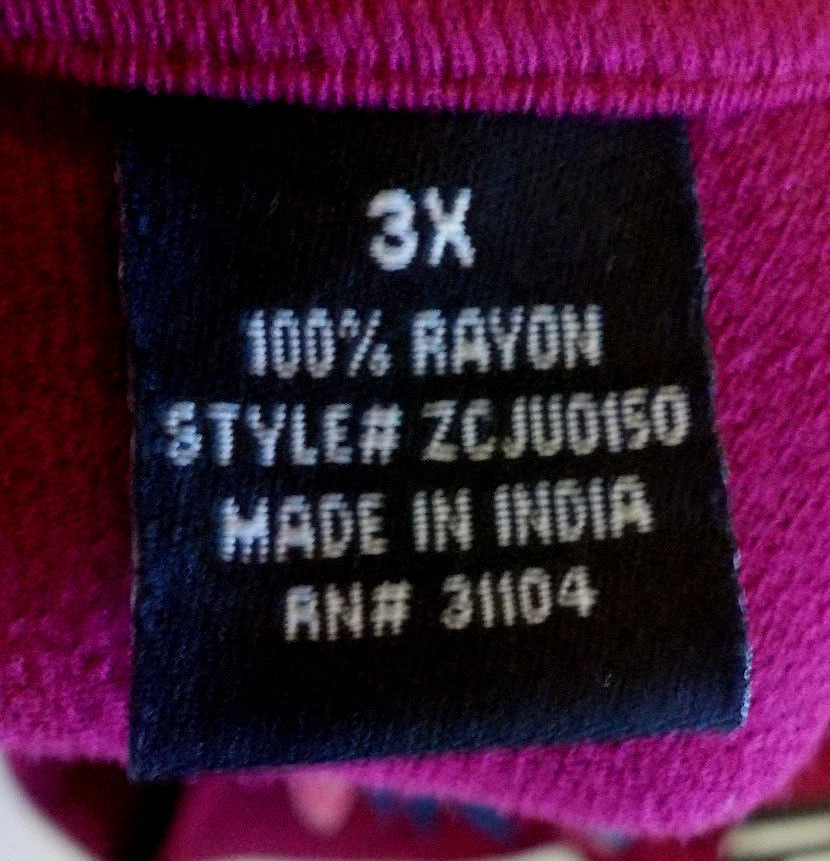 3X
100% RAYON
STYLE# ZCJU0150
MADE IN INDIA
RN# 31104